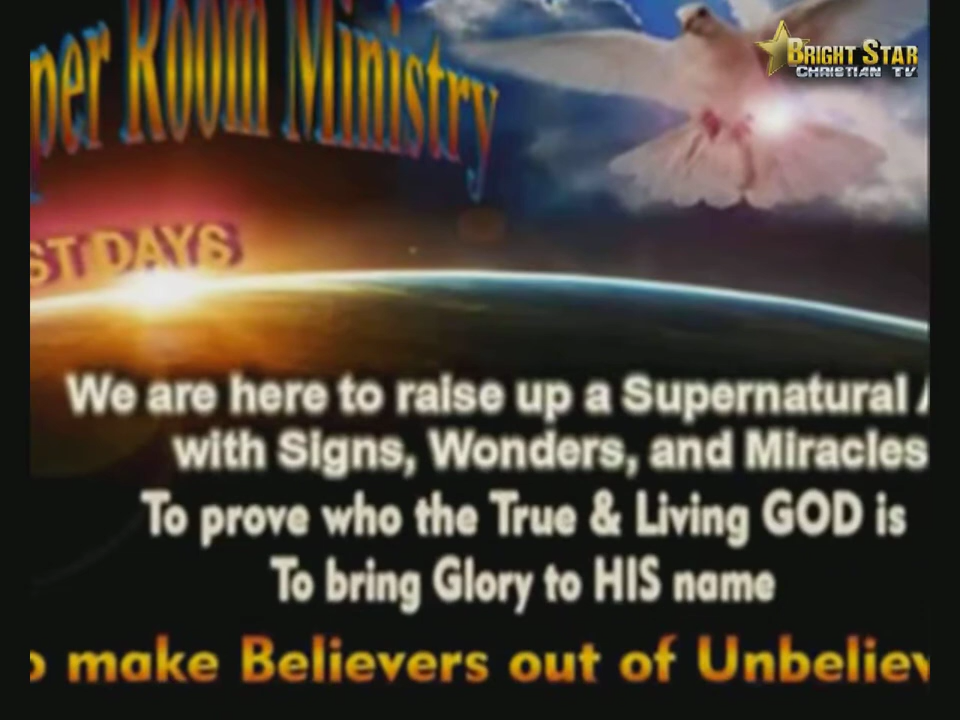 per Room Ministry
BRIGHT STAR
CHRISTIAN TV
ST DAYS
We are here to raise up a Supernatural
with Signs, Wonders, and Miracles
To prove who the True & Living GOD is
To bring Glory to HIS name
o make Believers out of Unbeliev